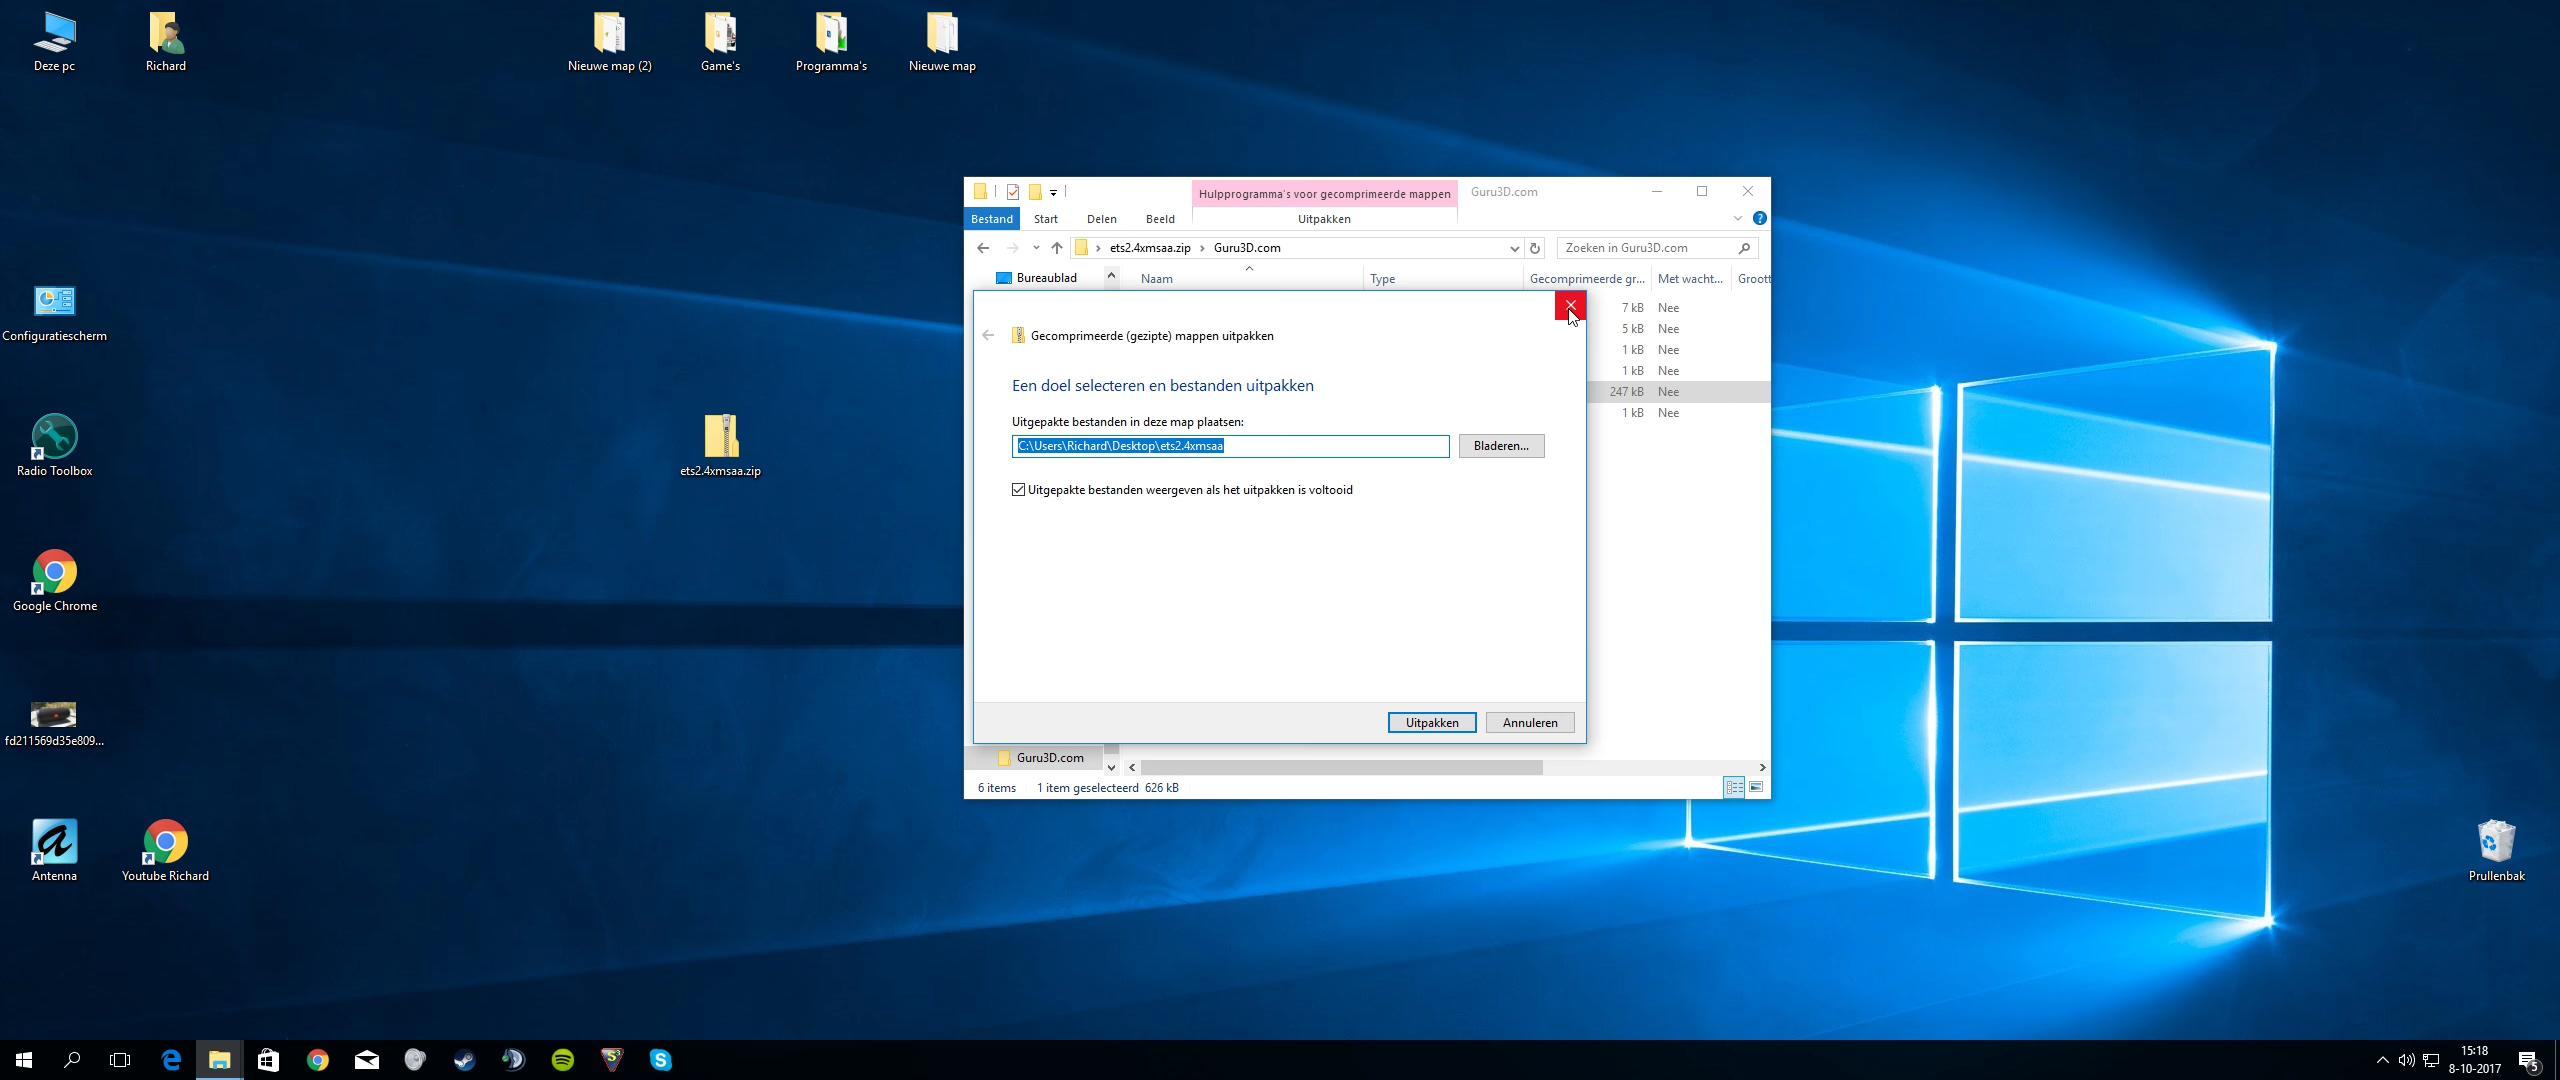 Deze pc
Richard
Nieuwe map (2)
Game's
Programma's
Nieuwe map
Configuratiescherm
Radio Toolbox
ets2.4xmsaa.zip
Google Chrome
fd211569d35e809...
Antenna
Youtube Richard
Prullenbak
Hulpprogramma's voor gecomprimeerde mappen
Guru3D.com
Bestand
Start
Delen
Beeld
Uitpakken
ets2.4xmsaa.zip
Guru3D.com
Zoeken in Guru3D.com
Bureaublad
Naam
Type
Gecomprimeerde gr...
Met wacht...
Groott
7 kB Nee
5 kB Nee
1 kB Nee
1 kB Nee
247 kB Nee
1 kB Nee
Gecomprimeerde (gezipte) mappen uitpakken
Een doel selecteren en bestanden uitpakken
Uitgepakte bestanden in deze map plaatsen:
C:\Users\Richard\Desktop\ets2.4xmsaa
Bladeren...
Uitgepakte bestanden weergeven als het uitpakken is voltooid
Uitpakken
Annuleren
Guru3D.com
6 items
1 item geselecteerd 626 kB
15:18
8-10-2017
5